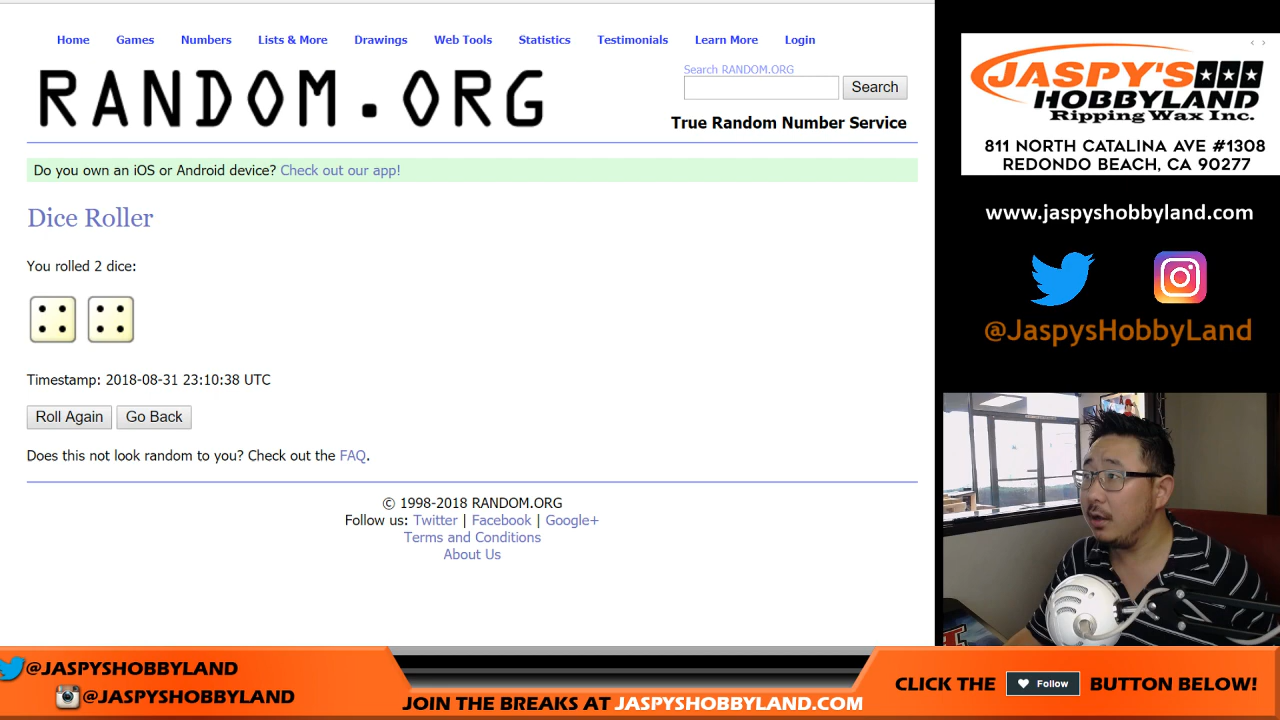 Home Games Numbers Lists & More Drawings Web Tools Statistics Testimonials Learn More Login
RANDOM.ORG
Search RANDOM.ORG
Search
True Random Number Service
Do you own an iOS or Android device? Check out our app!
Dice Roller
You rolled 2 dice:
Timestamp: 2018-08-31 23:10:38 UTC
Roll Again Go Back
Does this not look random to you? Check out the FAQ.
© 1998-2018 RANDOM.ORG
Follow us: Twitter | Facebook | Google+
Terms and Conditions
About Us
JASPY'S
HOBBYLAND
Ripping Wax Inc.
811 NORTH CATALINA AVE #1308
REDONDO BEACH, CA 90277
www.jaspyshobbyland.com
@JaspysHobbyLand
@JASPYSHOBBYLAND
@JASPYSHOBBYLAND
JOIN THE BREAKS AT JASPYSHOBBYLAND.COM
CLICK THE Follow BUTTON BELOW!